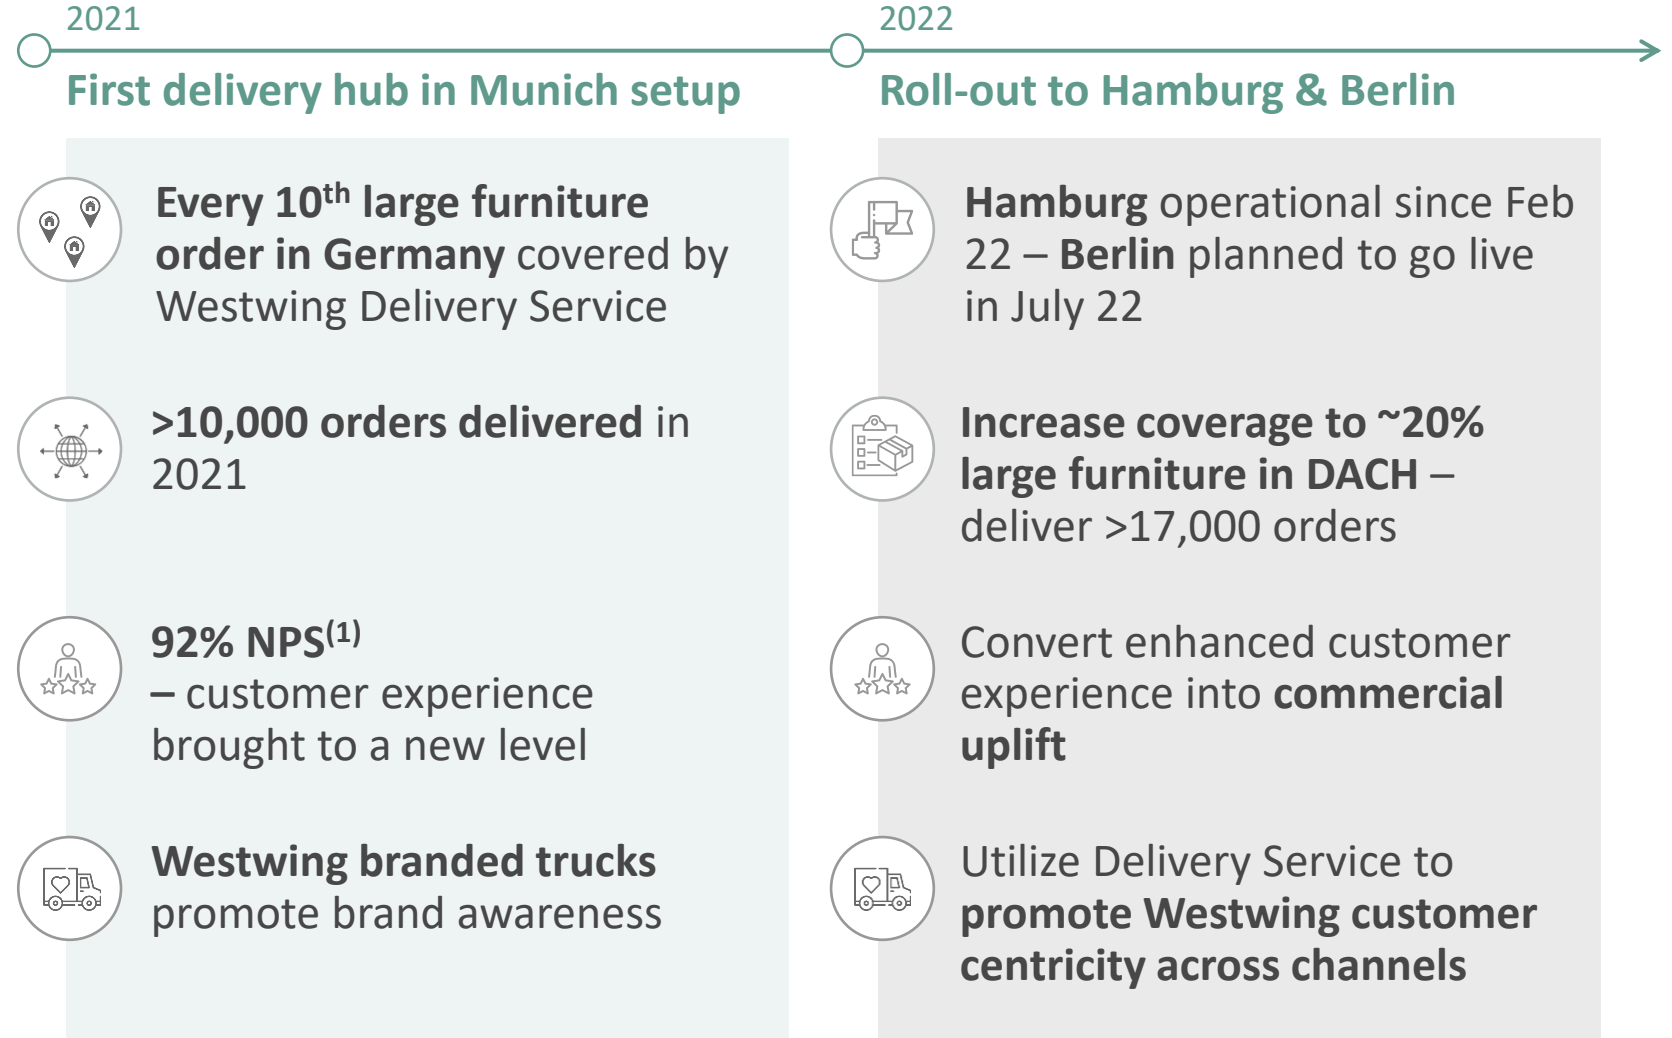 2021
First delivery hub in Munich setup
Every 10th large furniture
order in Germany covered by
Westwing Delivery Service
>10,000 orders delivered in
2021
92% NPS(1)
– customer experience
brought to a new level
Westwing branded trucks
promote brand awareness
2022
Roll-out to Hamburg & Berlin
Hamburg operational since Feb
22 – Berlin planned to go live
in July 22
Increase coverage to ~20%
large furniture in DACH –
deliver >17,000 orders
Convert enhanced customer
experience into commercial
uplift
Utilize Delivery Service to
promote Westwing customer
centricity across channels